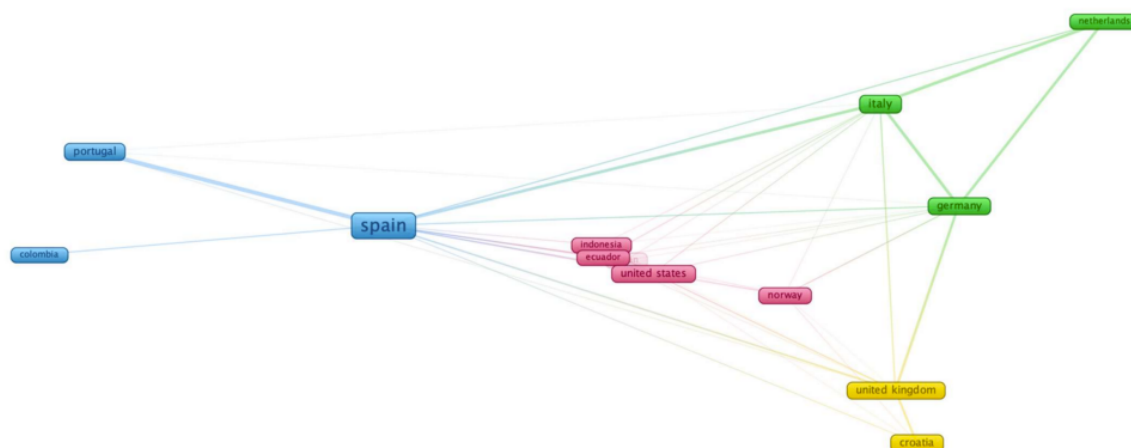 netherlands
italy
portugal
germany
spain
indonesia
colombia
ecuador
united states
norway
united kingdom
croatia